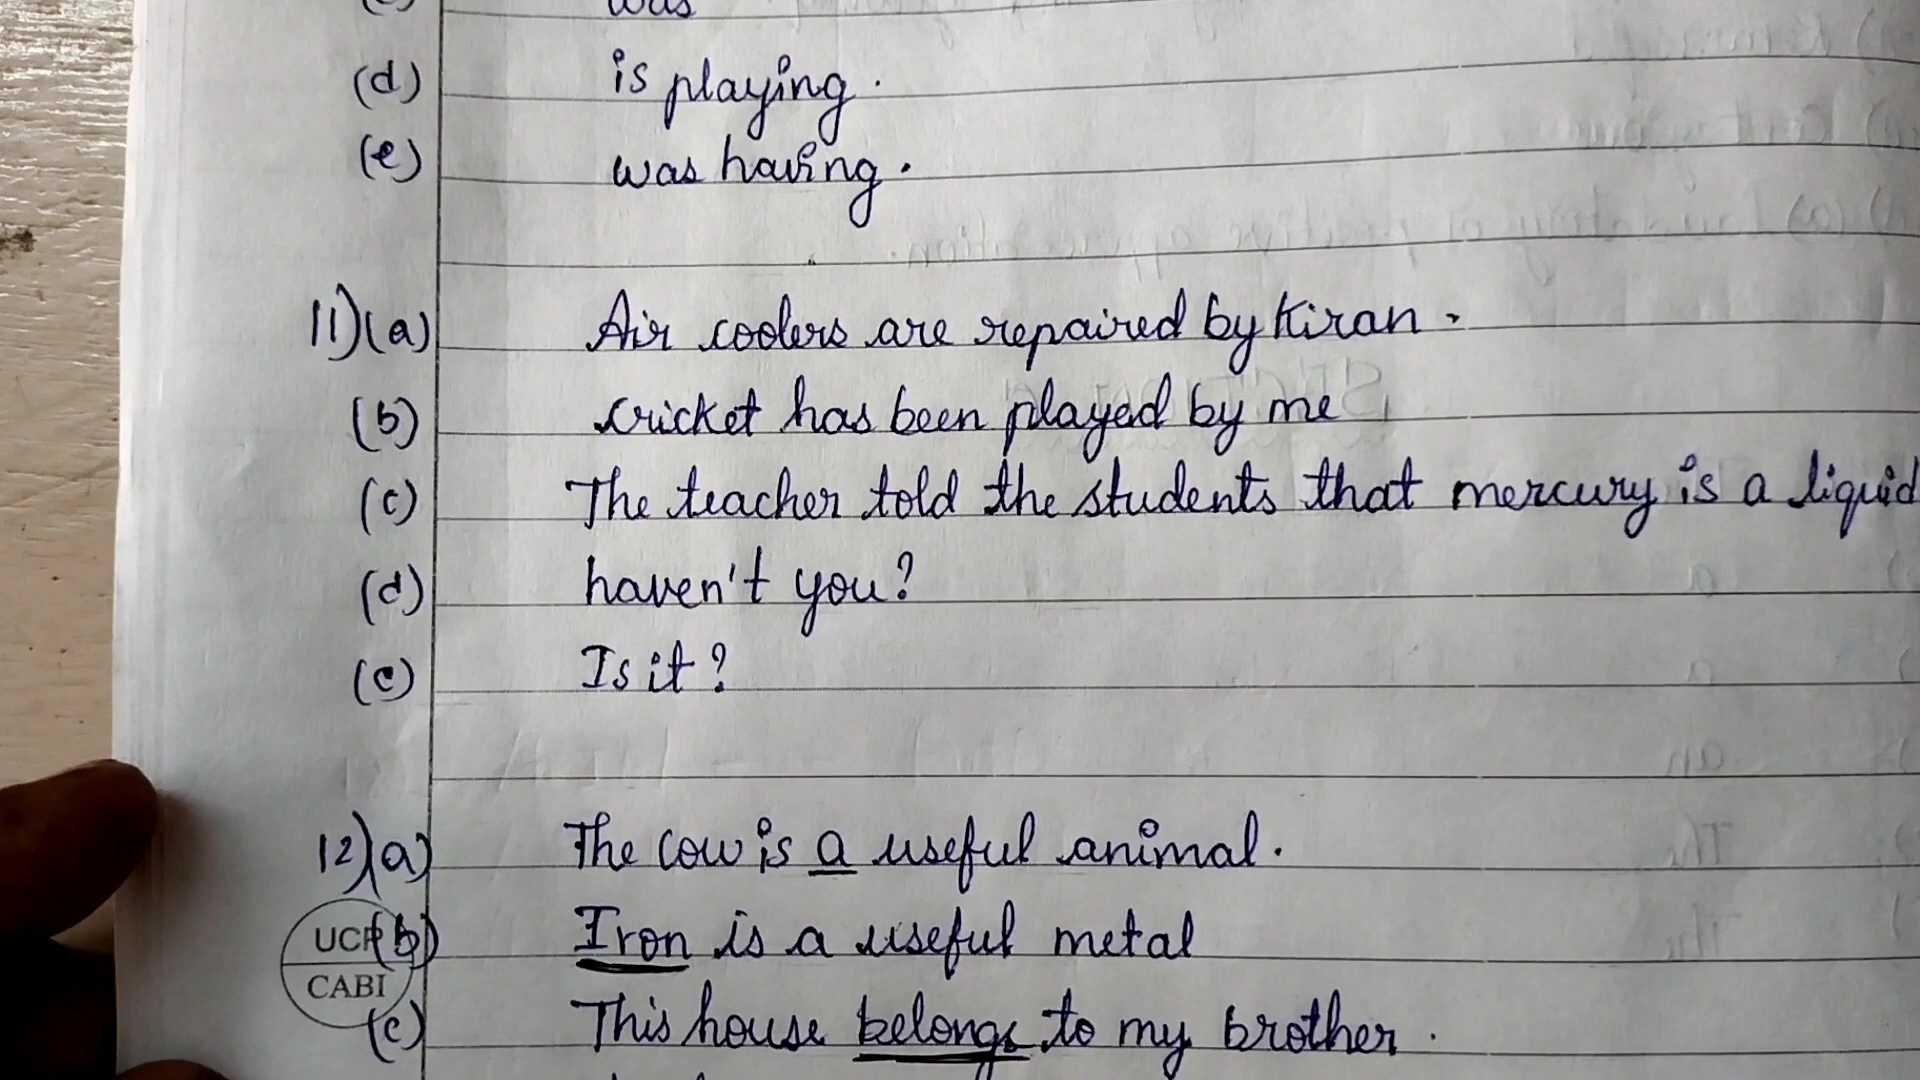 was
(d) is playing.
(e) was having.
11)(a) Air coolers are repaired by Kiran.
(b) cricket has been played by me
(c) The teacher told the students that mercury is a liquid
(d) haven't you?
(e) Is it?
12)(a) The cow is a useful animal.
(b) Iron is a useful metal
UCP
CABI
(c) This house belongs to my brother.